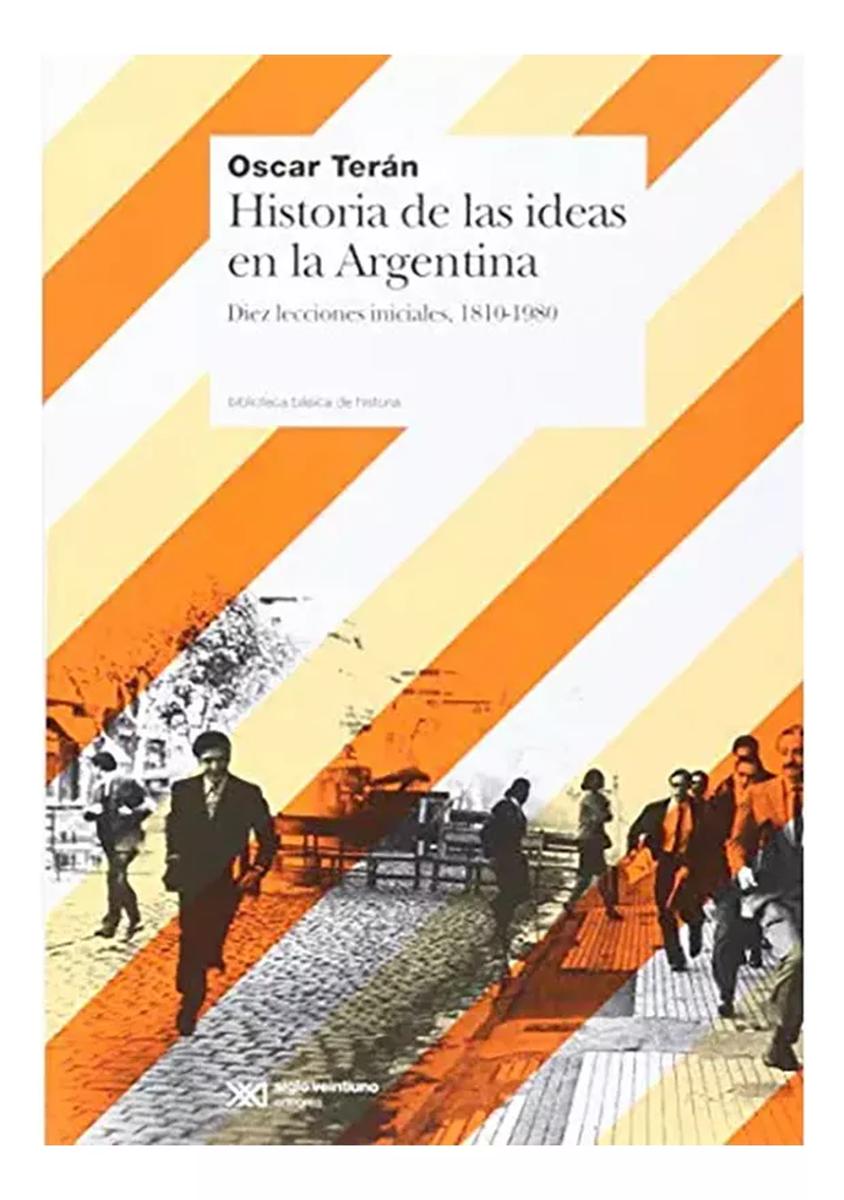 Oscar Terán
Historia de las ideas
en la Argentina
Diez lecciones iniciales, 1810-1980
biblioteca básica de historia
siglo veintiuno
editores